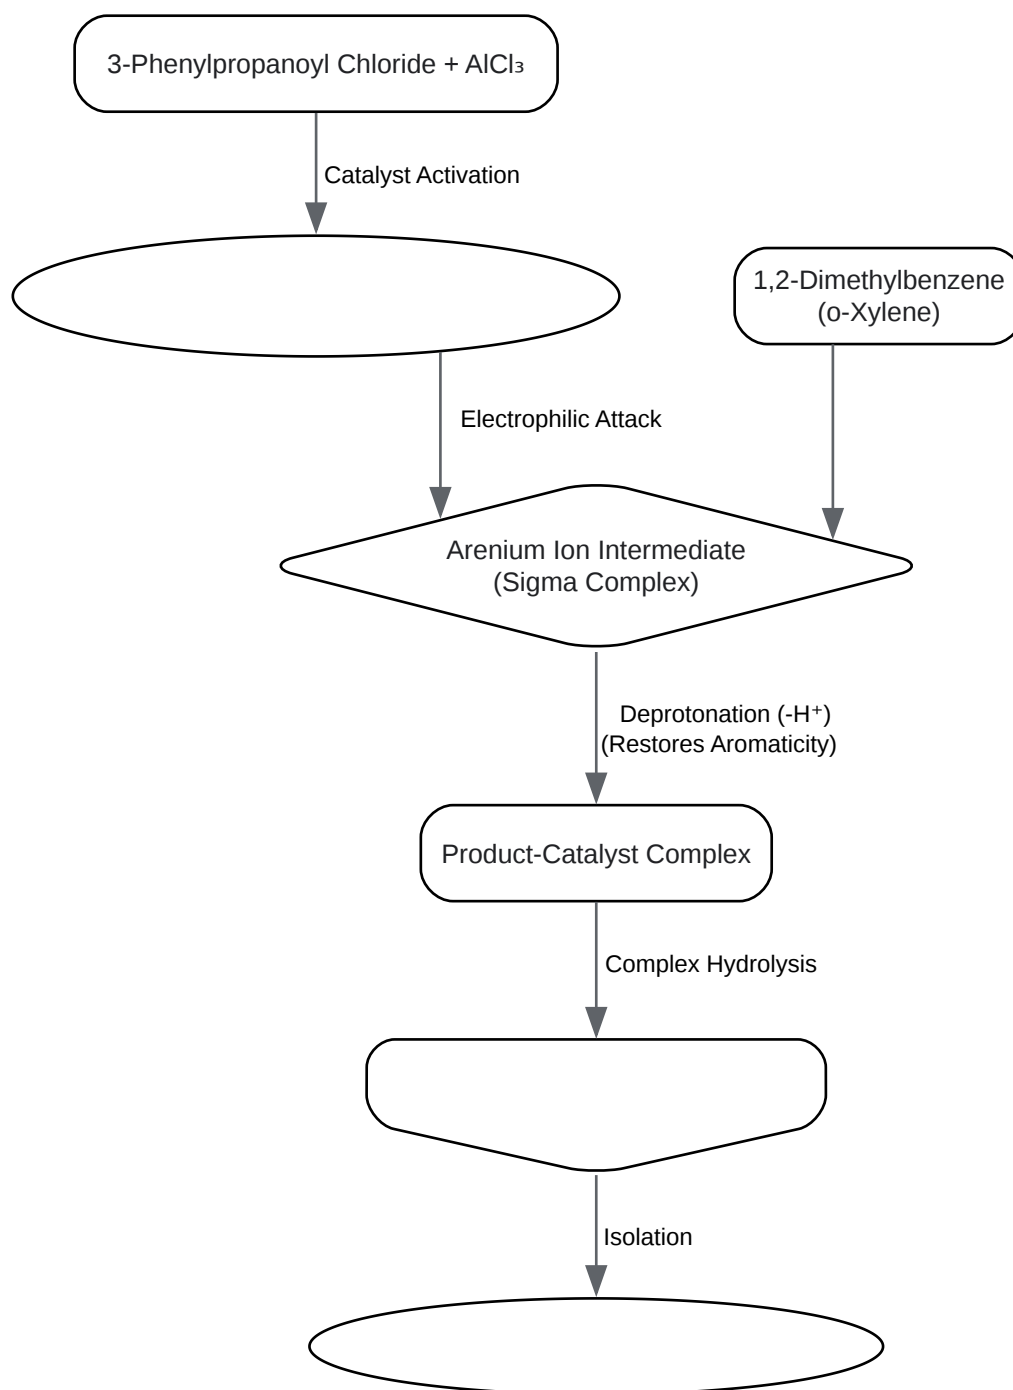 3-Phenylpropanoyl Chloride + AlCl₃
Catalyst Activation
1,2-Dimethylbenzene
(o-Xylene)
Electrophilic Attack
Arenium Ion Intermediate
(Sigma Complex)
Deprotonation (-H⁺)
(Restores Aromaticity)
Product-Catalyst Complex
Complex Hydrolysis
Isolation